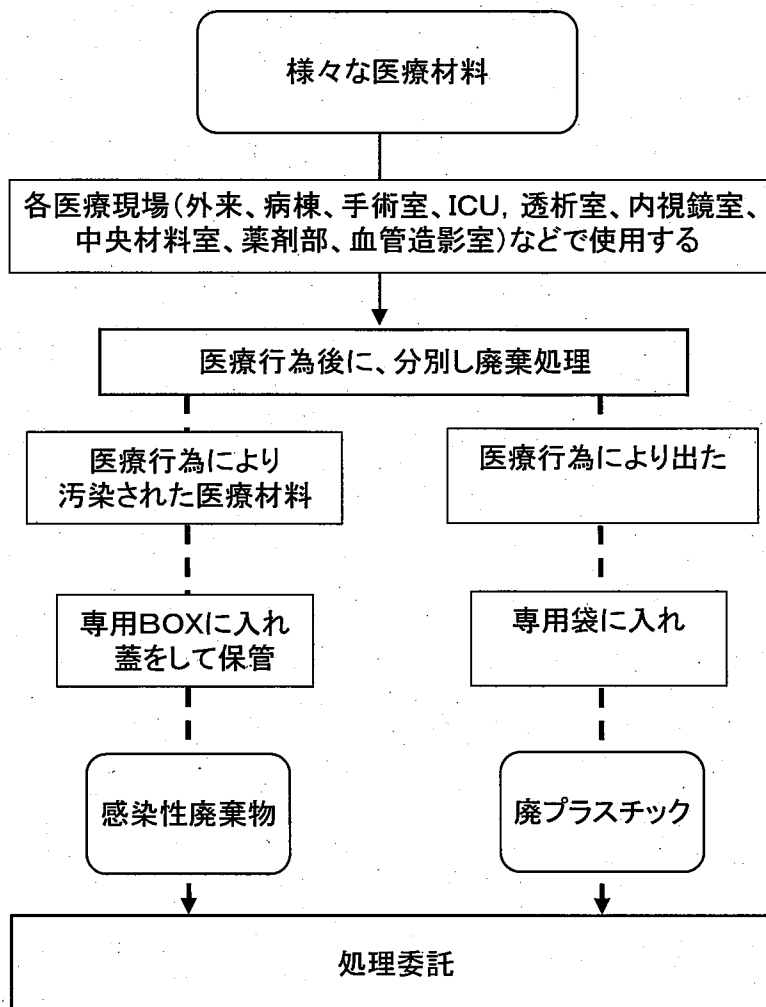 様々な医療材料
各医療現場(外来、病棟、手術室、ICU, 透析室、内視鏡室、
中央材料室、薬剤部、血管造影室)などで使用する
医療行為後に、分別し廃棄処理
医療行為により
汚染された医療材料
医療行為により出た
専用BOXに入れ
蓋をして保管
専用袋に入れ
感染性廃棄物
廃プラスチック
処理委託